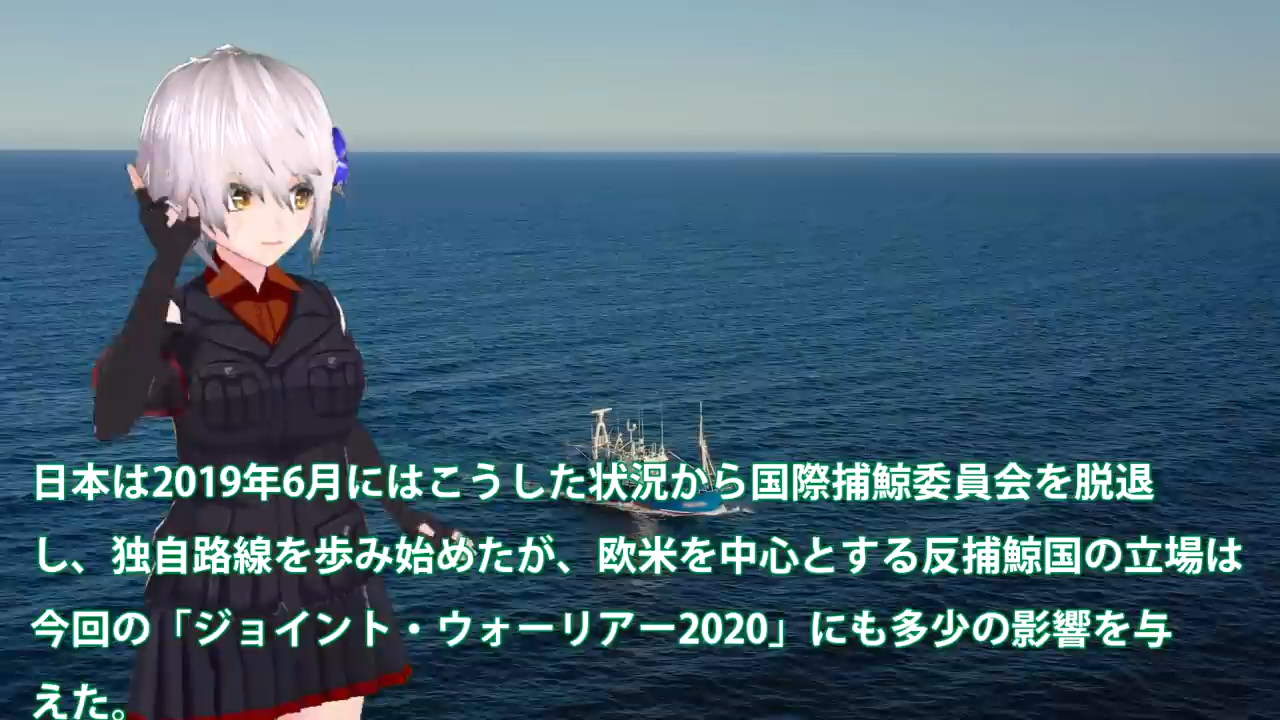 日本は2019年6月にはこうした状況から国際捕鯨委員会を脱退
し、独自路線を歩み始めたが、欧米を中心とする反捕鯨国の立場は
今回の「ジョイント・ウォーリアー2020」にも多少の影響を与
えた。